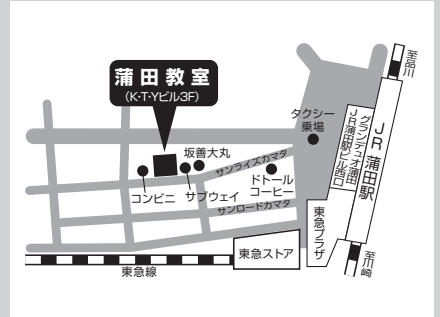 蒲田教室
(K・T・Yビル3F)
至品川
タクシー
乗場
グランデュオ蒲田
JR蒲田駅ビル西口
JR蒲田駅
坂善大丸
サンライズカマタ
ドトール
コーヒー
コンビニ
サブウェイ
サンロードカマタ
東急プラザ
東急ストア
東急線
至川崎